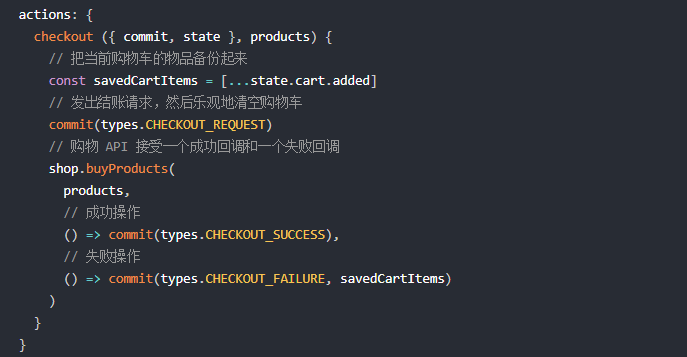 actions: {
  checkout ({ commit, state }, products) {
    // 把当前购物车的物品备份起来
    const savedCartItems = [...state.cart.added]
    // 发出结账请求，然后乐观地清空购物车
    commit(types.CHECKOUT_REQUEST)
    // 购物 API 接受一个成功回调和一个失败回调
    shop.buyProducts(
      products,
      // 成功操作
      () => commit(types.CHECKOUT_SUCCESS),
      // 失败操作
      () => commit(types.CHECKOUT_FAILURE, savedCartItems)
    )
  }
}